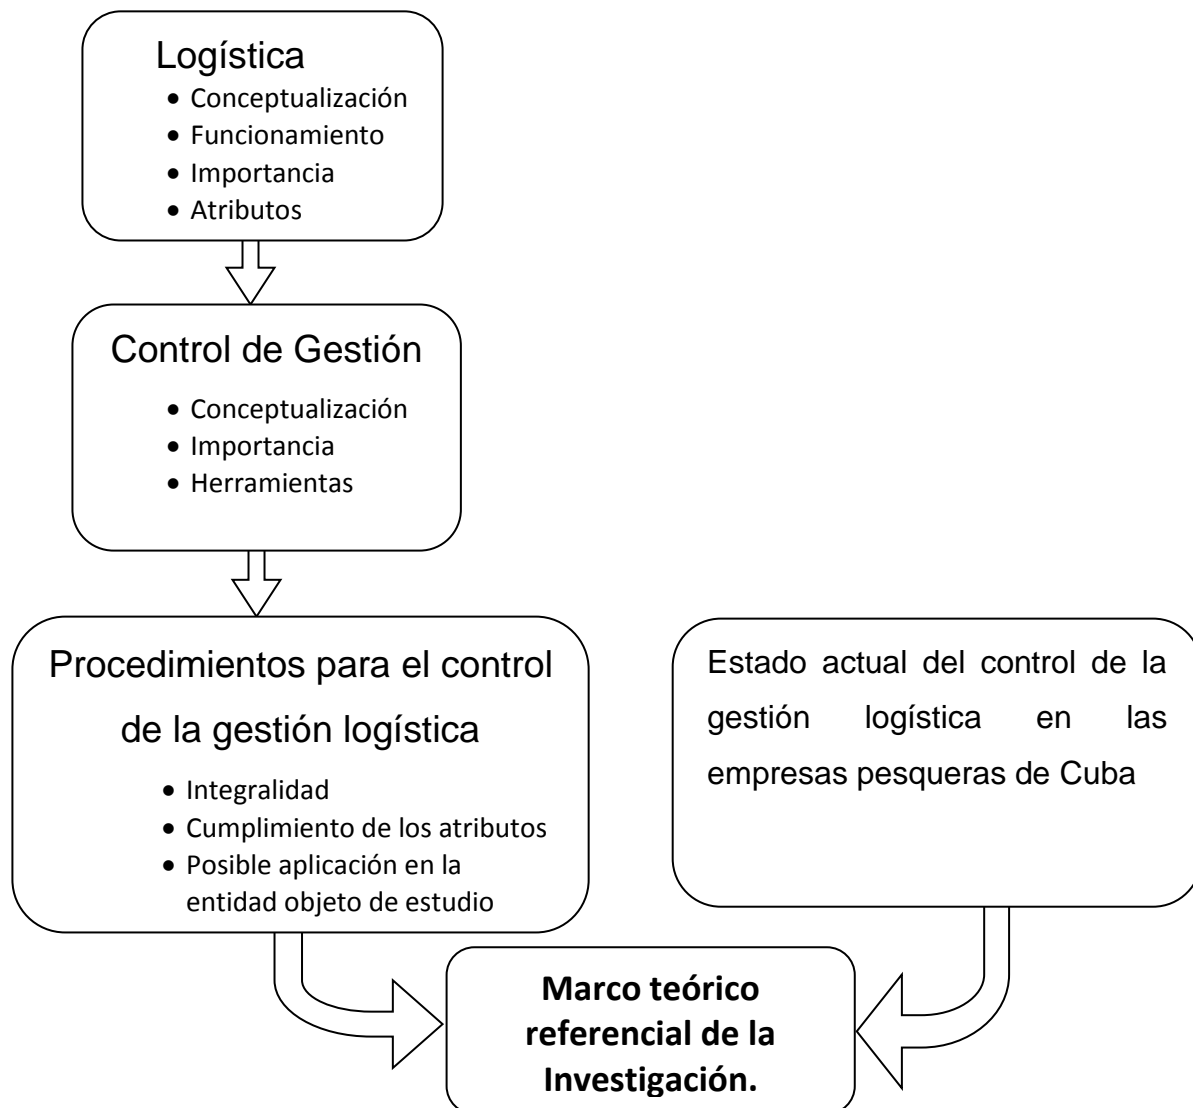 Logística
• Conceptualización
• Funcionamiento
• Importancia
• Atributos
Control de Gestión
• Conceptualización
• Importancia
• Herramientas
Procedimientos para el control
de la gestión logística
• Integralidad
• Cumplimiento de los atributos
• Posible aplicación en la
entidad objeto de estudio
Estado actual del control de la
gestión logística en las
empresas pesqueras de Cuba
Marco teórico
referencial de la
Investigación.